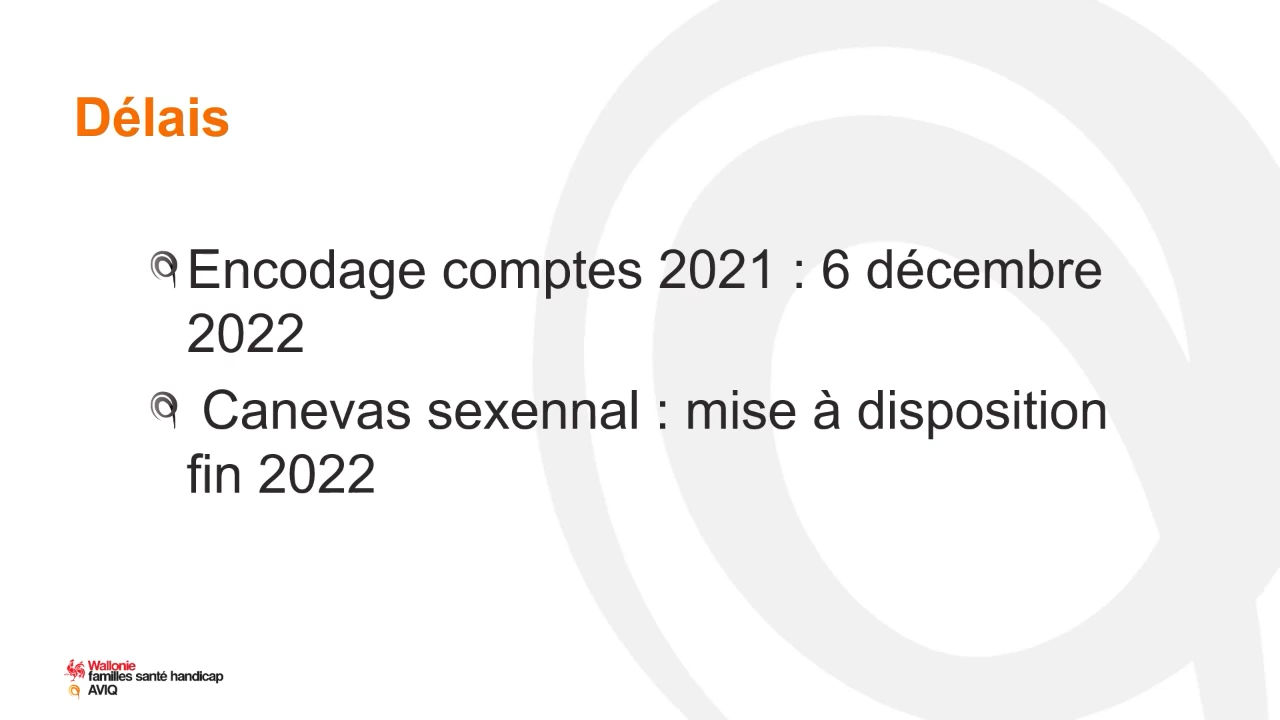 Délais
Encodage comptes 2021 : 6 décembre
2022
Canevas sexennal : mise à disposition
fin 2022
Wallonie
familles santé handicap
AVIQ